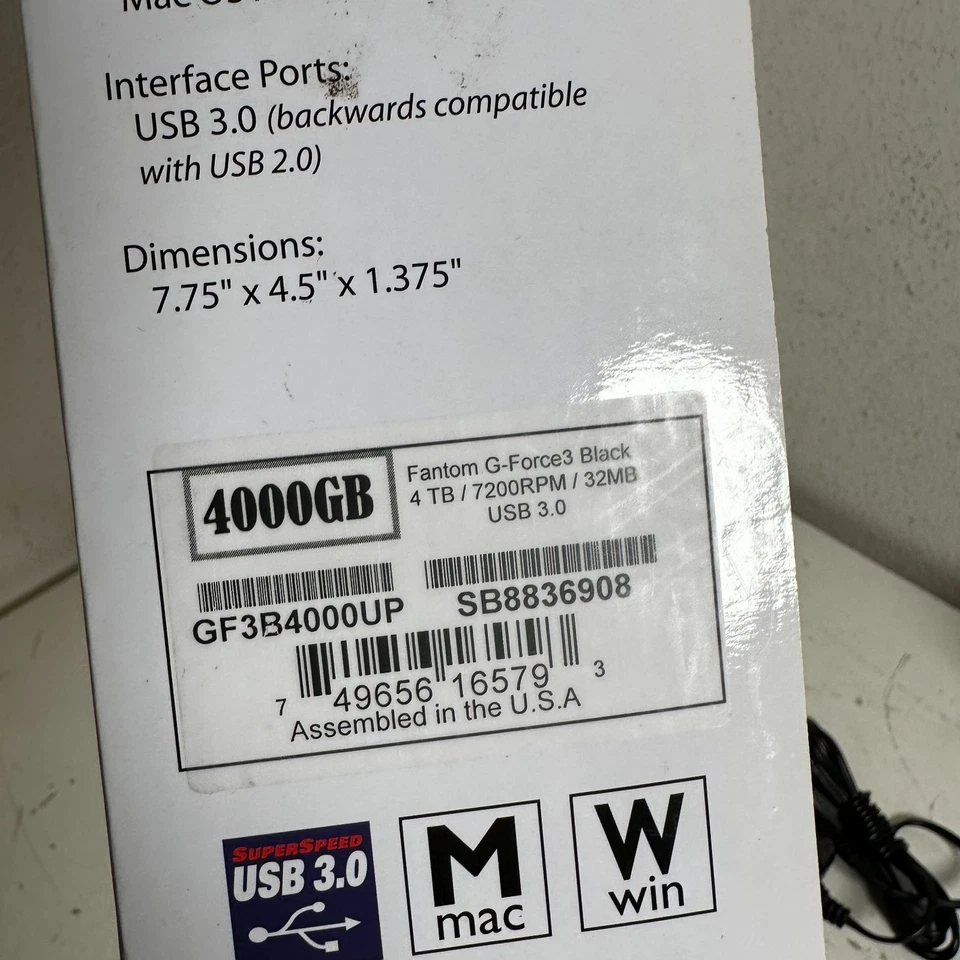 Mac OS
Interface Ports:
USB 3.0 (backwards compatible
with USB 2.0)
Dimensions:
7.75" x 4.5" x 1.375"
4000GB
Fantom G-Force3 Black
4 TB / 7200RPM / 32MB
USB 3.0
GF3B4000UP
SB8836908
7 49656 16579 3
Assembled in the U.S.A
SUPERSPEED
USB 3.0
M
mac
W
win